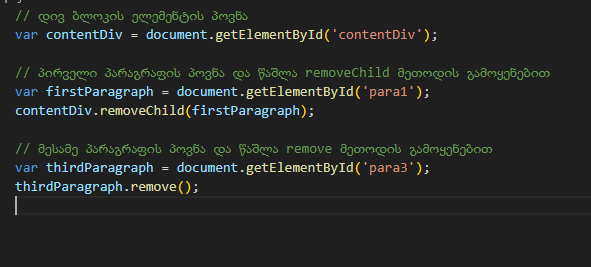 // დივ ბლოკის ელემენტის პოვნა
var contentDiv = document.getElementById('contentDiv');
// პირველი პარაგრაფის პოვნა და წაშლა removeChild მეთოდის გამოყენებით
var firstParagraph = document.getElementById('para1');
contentDiv.removeChild(firstParagraph);
// მესამე პარაგრაფის პოვნა და წაშლა remove მეთოდის გამოყენებით
var thirdParagraph = document.getElementById('para3');
thirdParagraph.remove();